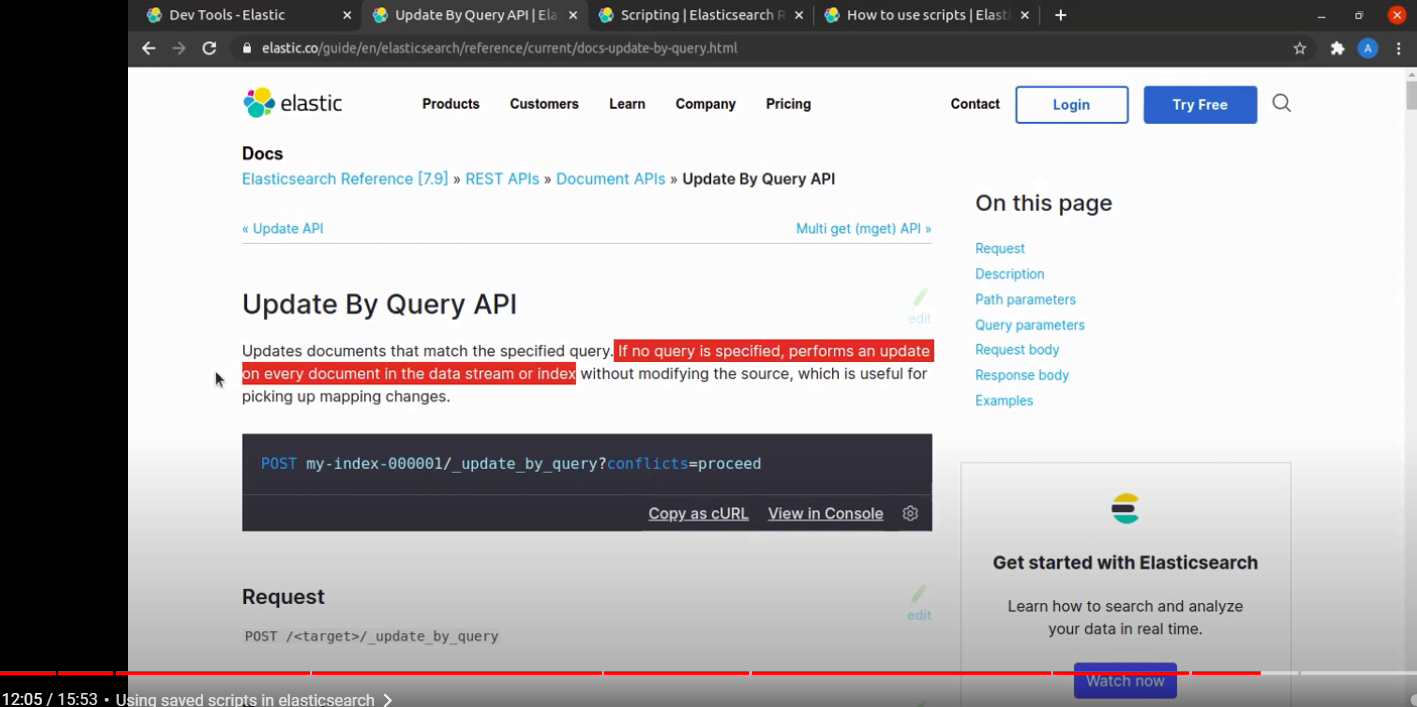 Dev Tools - Elastic
Update By Query API | Ela
Scripting | Elasticsearch R
How to use scripts | Elast
elastic.co/guide/en/elasticsearch/reference/current/docs-update-by-query.html
A
elastic
Products Customers Learn Company Pricing
Contact Login Try Free
Docs
Elasticsearch Reference [7.9] » REST APIs » Document APIs » Update By Query API
« Update API
Multi get (mget) API »
Update By Query API
edit
Updates documents that match the specified query. If no query is specified, performs an update
on every document in the data stream or index without modifying the source, which is useful for
picking up mapping changes.
POST my-index-000001/_update_by_query?conflicts=proceed
Copy as cURL View in Console
Request
edit
POST /<target>/_update_by_query
On this page
Request
Description
Path parameters
Query parameters
Request body
Response body
Examples
Get started with Elasticsearch
Learn how to search and analyze
your data in real time.
Watch now
12:05 / 15:53 • Using saved scripts in elasticsearch